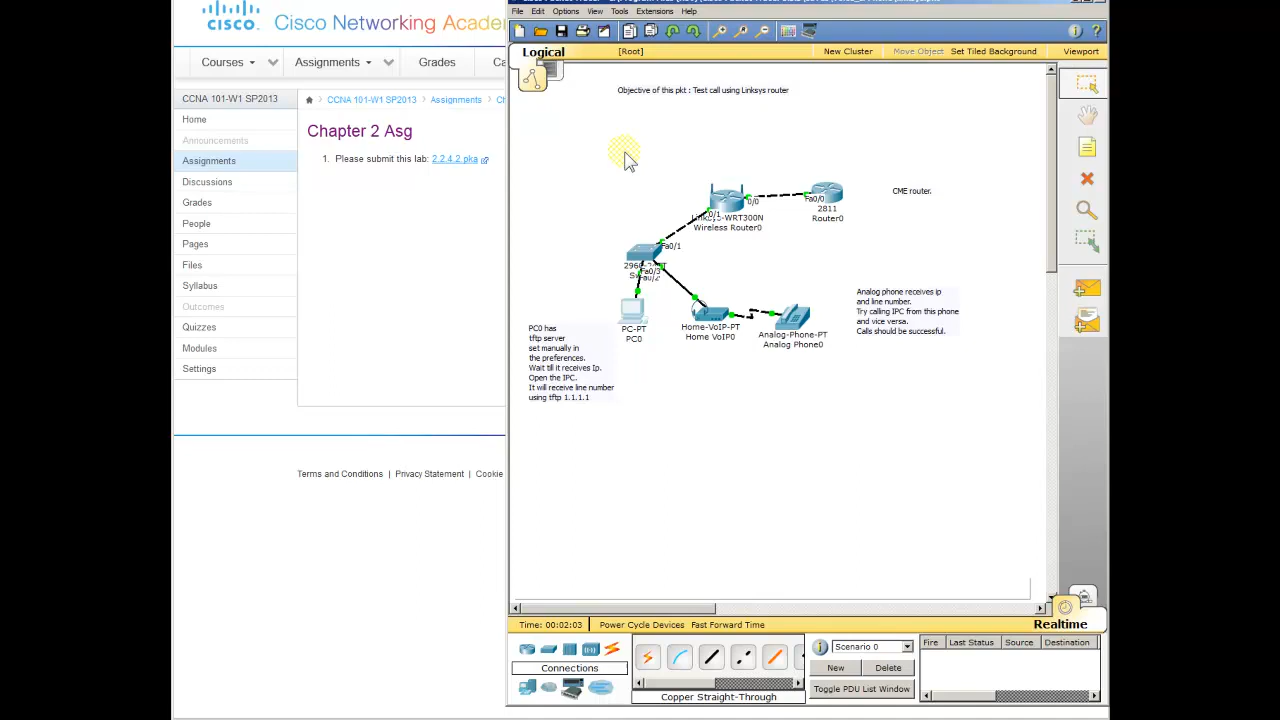 CISCO
Cisco Networking Acade
Courses
Assignments
Grades
CCNA 101-W1 SP2013
CCNA 101-W1 SP2013
Assignments
Home
Announcements
Assignments
Discussions
Grades
People
Pages
Files
Syllabus
Outcomes
Quizzes
Modules
Settings
Chapter 2 Asg
1. Please submit this lab: 2.2.4.2.pka
Terms and Conditions | Privacy Statement | Cookie
File Edit Options View Tools Extensions Help
Logical
[Root]
New Cluster
Move Object
Set Tiled Background
Viewport
Objective of this pkt : Test call using Linksys router
0/0
Fa0/0
2811
Router0
CME router.
0/1
Wireless Router0
Fa0/1
Fa0/3
Fa0/2
PC-PT
PC0
Home-VoIP-PT
Home VoIP0
Analog-Phone-PT
Analog Phone0
Analog phone receives ip
and line number.
Try calling IPC from this phone
and vice versa.
Calls should be successful.
PC0 has
tftp server
set manually in
the preferences.
Wait till it receives Ip.
Open the IPC.
It will receive line number
using tftp 1.1.1.1
Realtime
Time: 00:02:03
Power Cycle Devices Fast Forward Time
Connections
Copper Straight-Through
Scenario 0
New
Delete
Toggle PDU List Window
Fire
Last Status
Source
Destination